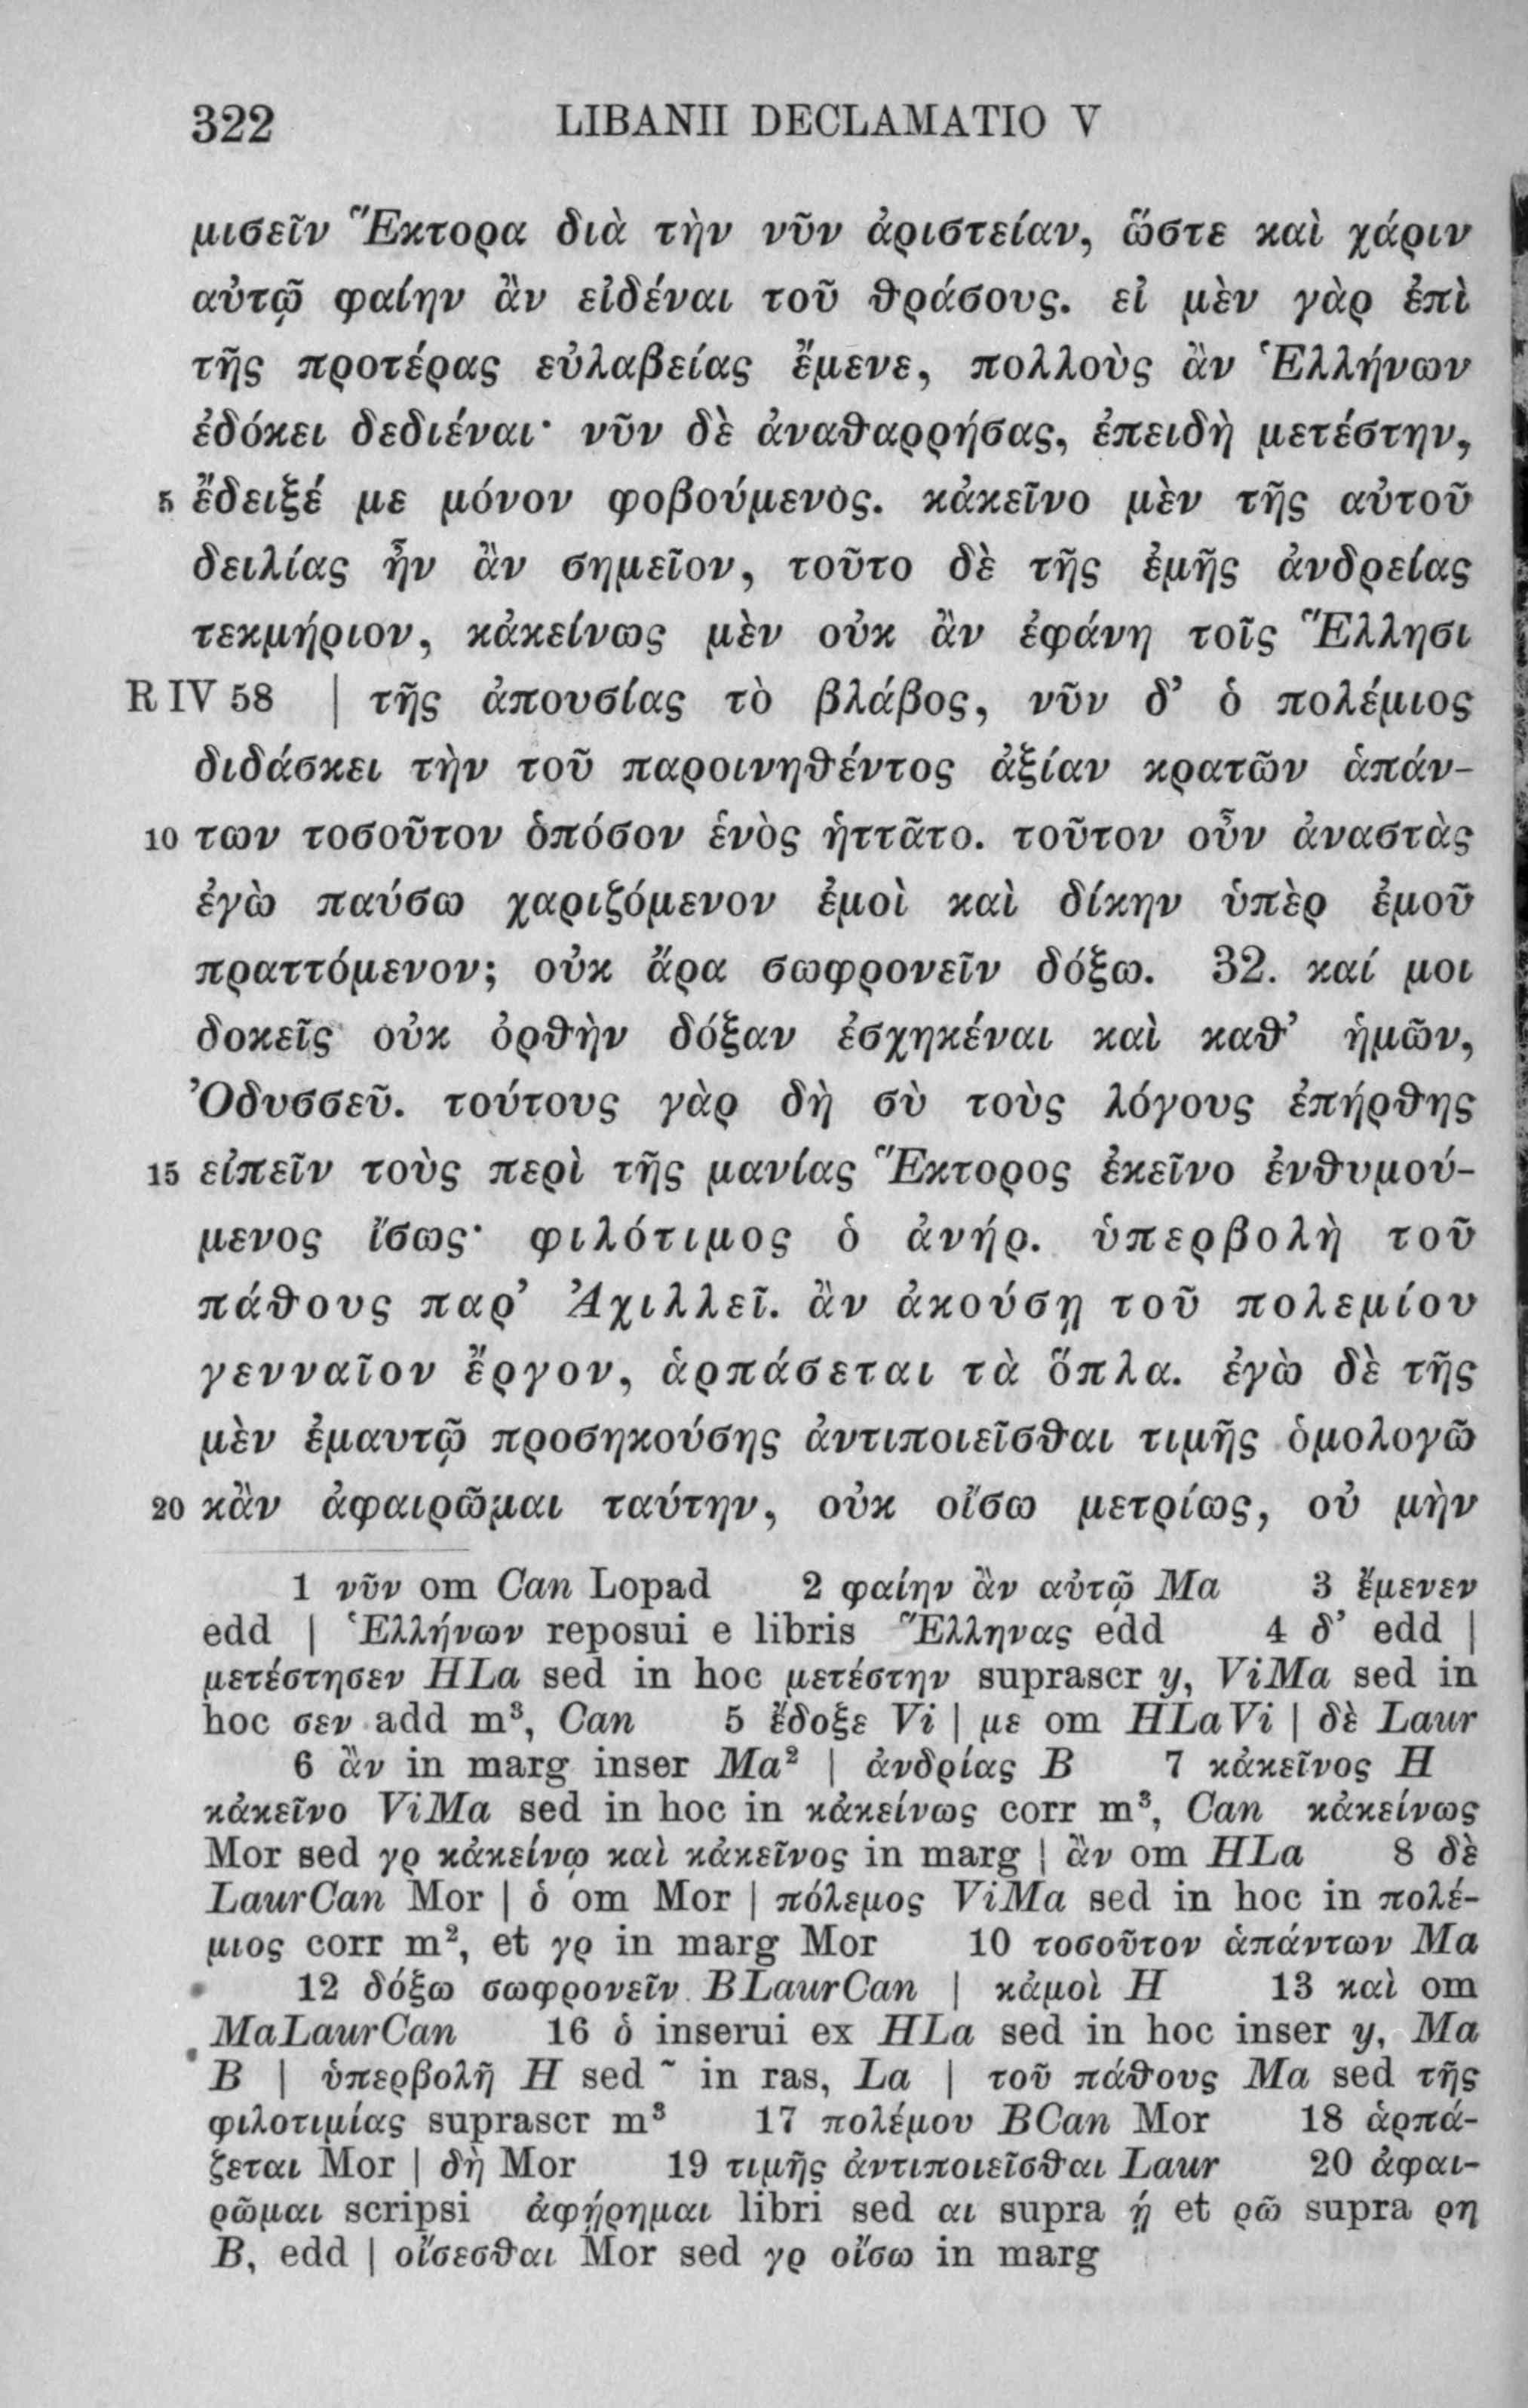 322 LIBANII DECLAMATIO V
μισεῖν Ἕκτορα διὰ τὴν νῦν ἀριστείαν, ὥστε καὶ χάριν
αὐτῷ φαίην ἂν εἰδέναι τοῦ θράσους. εἰ μὲν γὰρ ἐπὶ
τῆς προτέρας εὐλαβείας ἔμενε, πολλοὺς ἂν Ἑλλήνων
ἐδόκει δεδιέναι· νῦν δὲ ἀναθαρρήσας, ἐπειδὴ μετέστην,
5 ἔδειξέ με μόνον φοβούμενος. κἀκεῖνο μὲν τῆς αὐτοῦ
δειλίας ἦν ἂν σημεῖον, τοῦτο δὲ τῆς ἐμῆς ἀνδρείας
τεκμήριον, κἀκείνως μὲν οὐκ ἂν ἐφάνη τοῖς Ἕλλησι
R IV 58 | τῆς ἀπουσίας τὸ βλάβος, νῦν δ’ ὁ πολέμιος
διδάσκει τὴν τοῦ παροινηθέντος ἀξίαν κρατῶν ἁπάν-
10 των τοσοῦτον ὁπόσον ἑνὸς ἡττᾶτο. τοῦτον οὖν ἀναστὰς
ἐγὼ παύσω χαριζόμενον ἐμοὶ καὶ δίκην ὑπὲρ ἐμοῦ
πραττόμενον; οὐκ ἄρα σωφρονεῖν δόξω. 32. καί μοι
δοκεῖς οὐκ ὀρθὴν δόξαν ἐσχηκέναι καὶ καθ’ ἡμῶν,
Ὀδυσσεῦ. τούτους γὰρ δὴ σὺ τοὺς λόγους ἐπήρθης
15 εἰπεῖν τοὺς περὶ τῆς μανίας Ἕκτορος ἐκεῖνο ἐνθυμού-
μενος ἴσως· φιλότιμος ὁ ἀνήρ. ὑπερβολὴ τοῦ
πάθους παρ’ Ἀχιλλεῖ. ἂν ἀκούσῃ τοῦ πολεμίου
γενναῖον ἔργον, ἁρπάσεται τὰ ὅπλα. ἐγὼ δὲ τῆς
μὲν ἐμαυτῷ προσηκούσης ἀντιποιεῖσθαι τιμῆς ὁμολογῶ
20 κἂν ἀφαιρῶμαι ταύτην, οὐκ οἴσω μετρίως, οὐ μὴν
1 νῦν om Can Lopad 2 φαίην ἂν αὐτῷ Ma 3 ἔμενεν
edd | Ἑλλήνων reposui e libris Ἕλληνας edd 4 δ’ edd |
μετέστησεν HLa sed in hoc μετέστην suprascr y, ViMa sed in
hoc σεν add m³, Can 5 ἔδοξε Vi | με om HLaVi | δὲ Laur
6 ἂν in marg inser Ma² | ἀνδρίας B 7 κἀκεῖνος H
κἀκεῖνο ViMa sed in hoc in κἀκείνως corr m³, Can κἀκείνως
Mor sed γρ κἀκείνῳ καὶ κἀκεῖνος in marg | ἂν om HLa 8 δὲ
LaurCan Mor | ὁ om Mor | πόλεμος ViMa sed in hoc in πολέ-
μιος corr m², et γρ in marg Mor 10 τοσοῦτον ἁπάντων Ma
12 δόξω σωφρονεῖν BLaurCan | κἀμοὶ H 13 καὶ om
MaLaurCan 16 ὁ inserui ex HLa sed in hoc inser y, Ma
B | ὑπερβολῇ H sed ῀ in ras, La | τοῦ πάθους Ma sed τῆς
φιλοτιμίας suprascr m³ 17 πολέμου BCan Mor 18 ἁρπά-
ζεται Mor | δὴ Mor 19 τιμῆς ἀντιποιεῖσθαι Laur 20 ἀφαι-
ρῶμαι scripsi ἀφῄρημαι libri sed αι supra ῄ et ρῶ supra ρη
B, edd | οἴσεσθαι Mor sed γρ οἴσω in marg